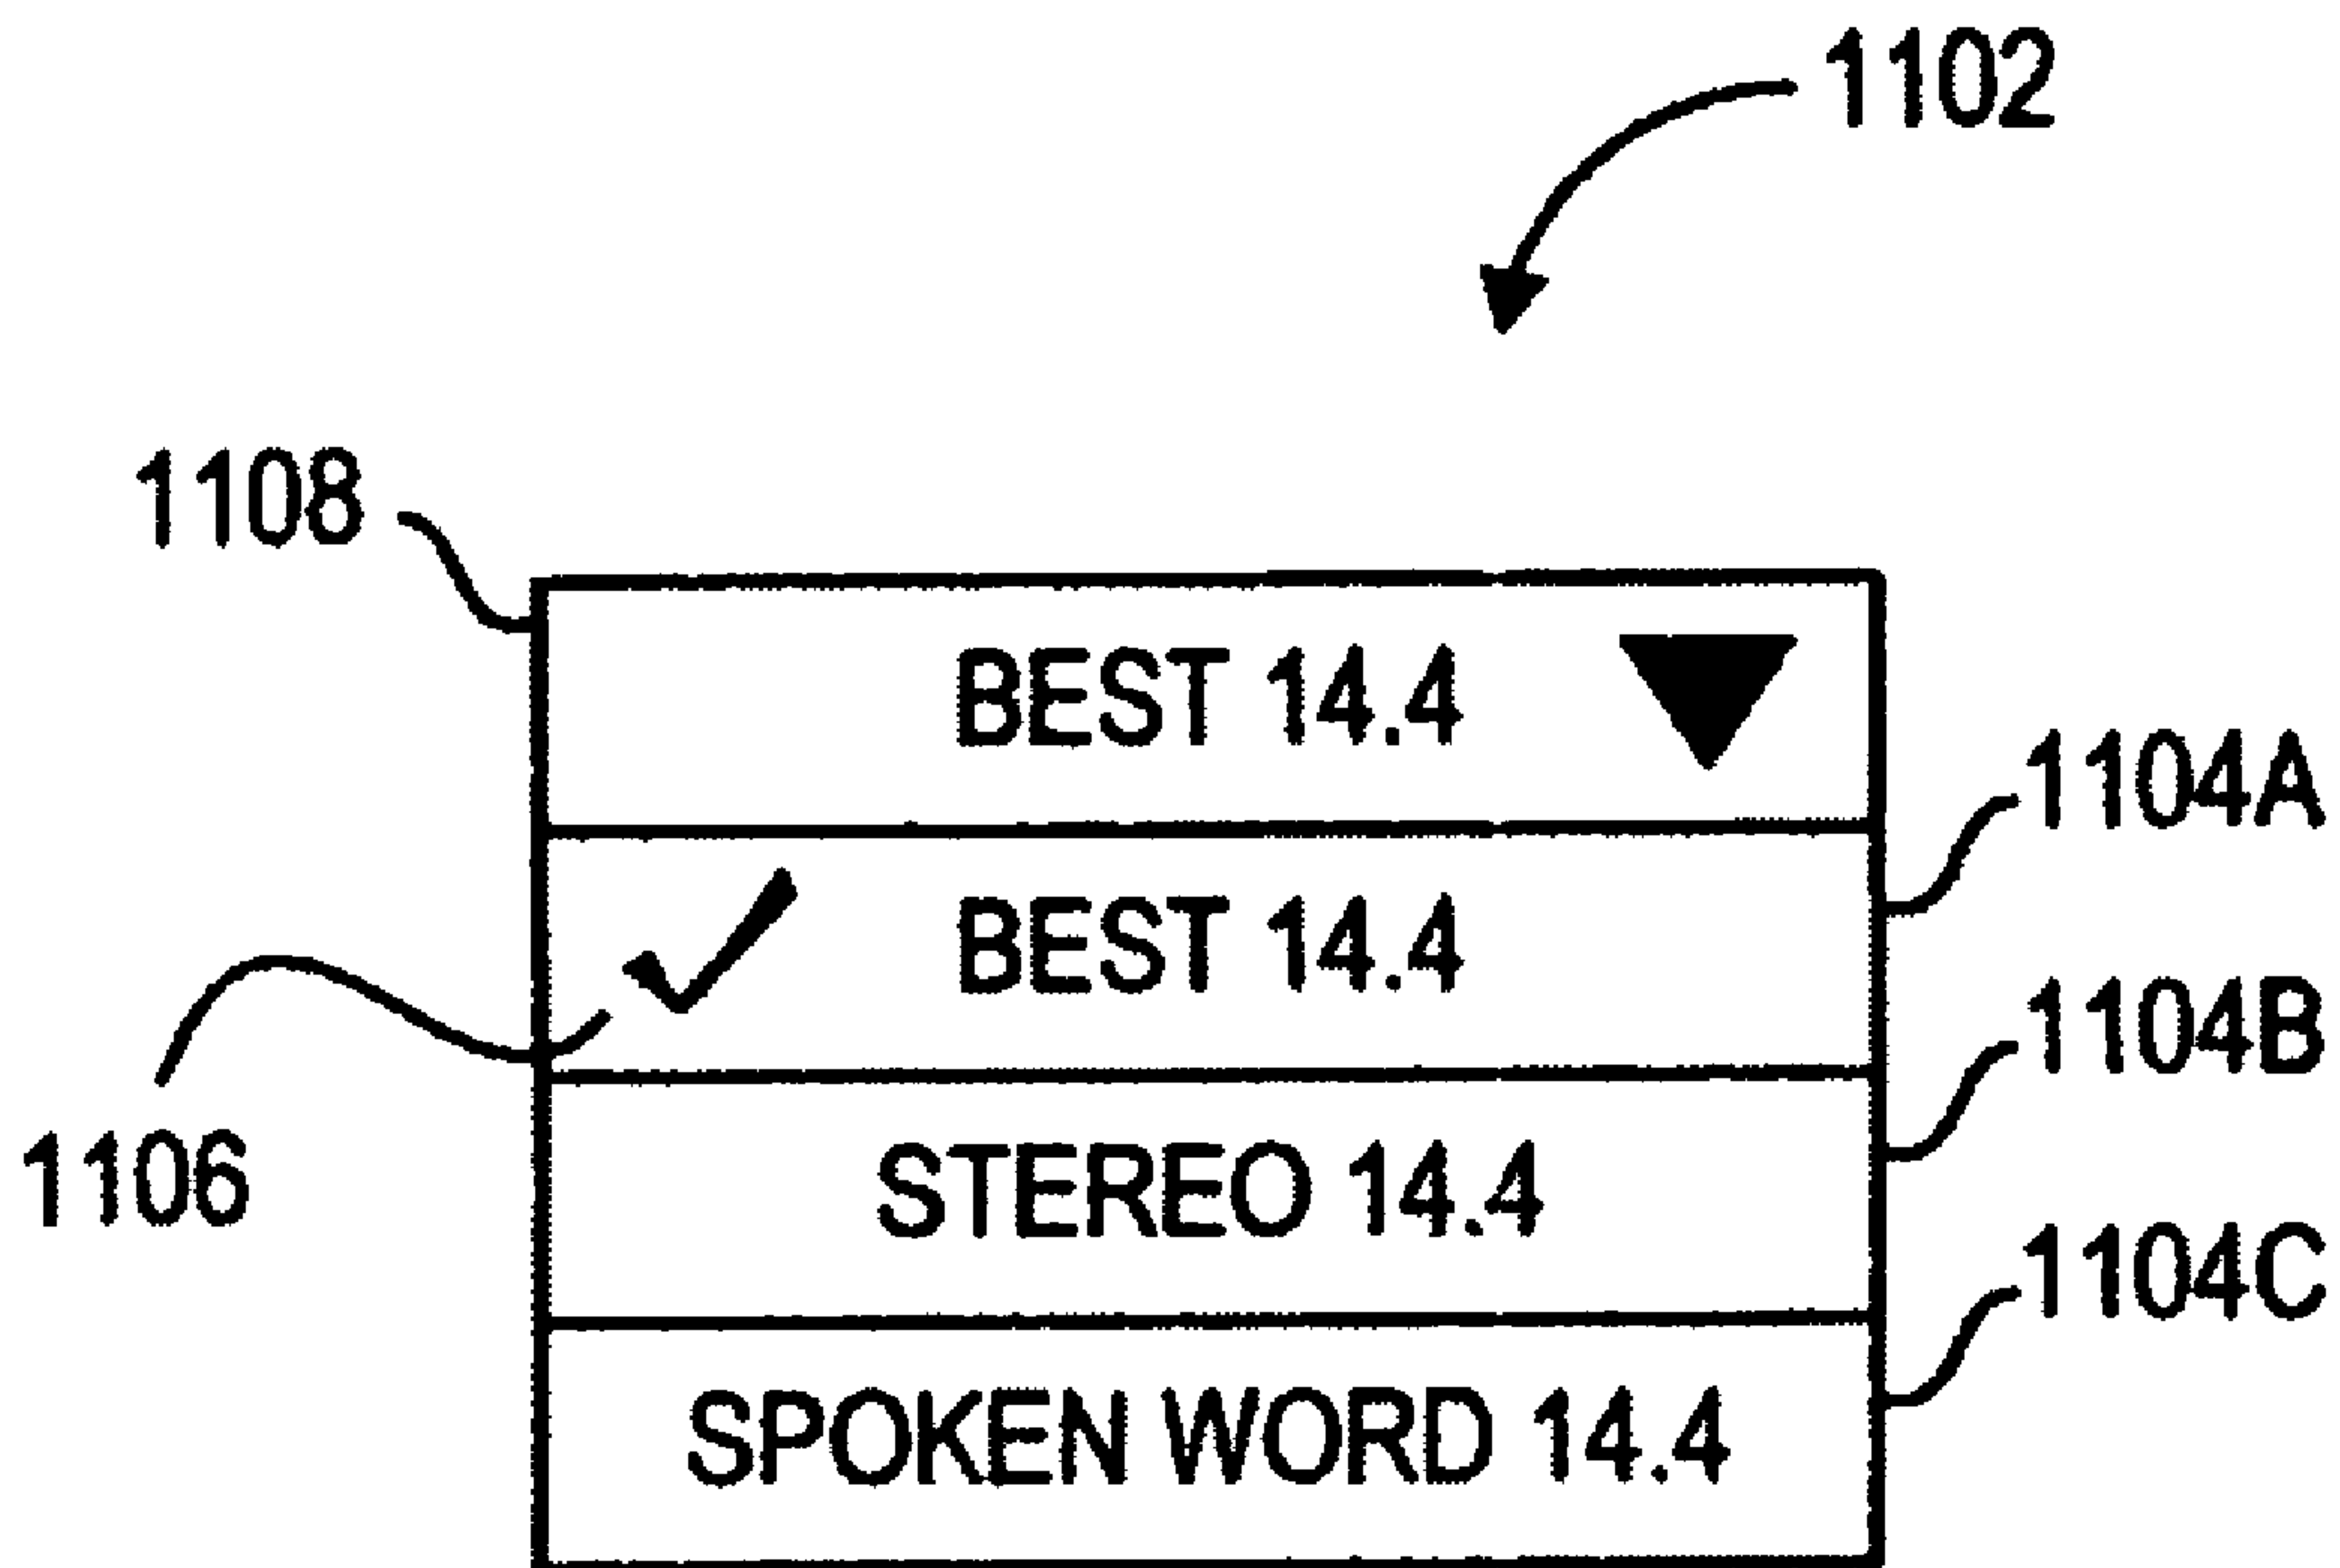 1102
1108
BEST 14.4
1104A
BEST 14.4
1104B
1106
STEREO 14.4
1104C
SPOKEN WORD 14.4